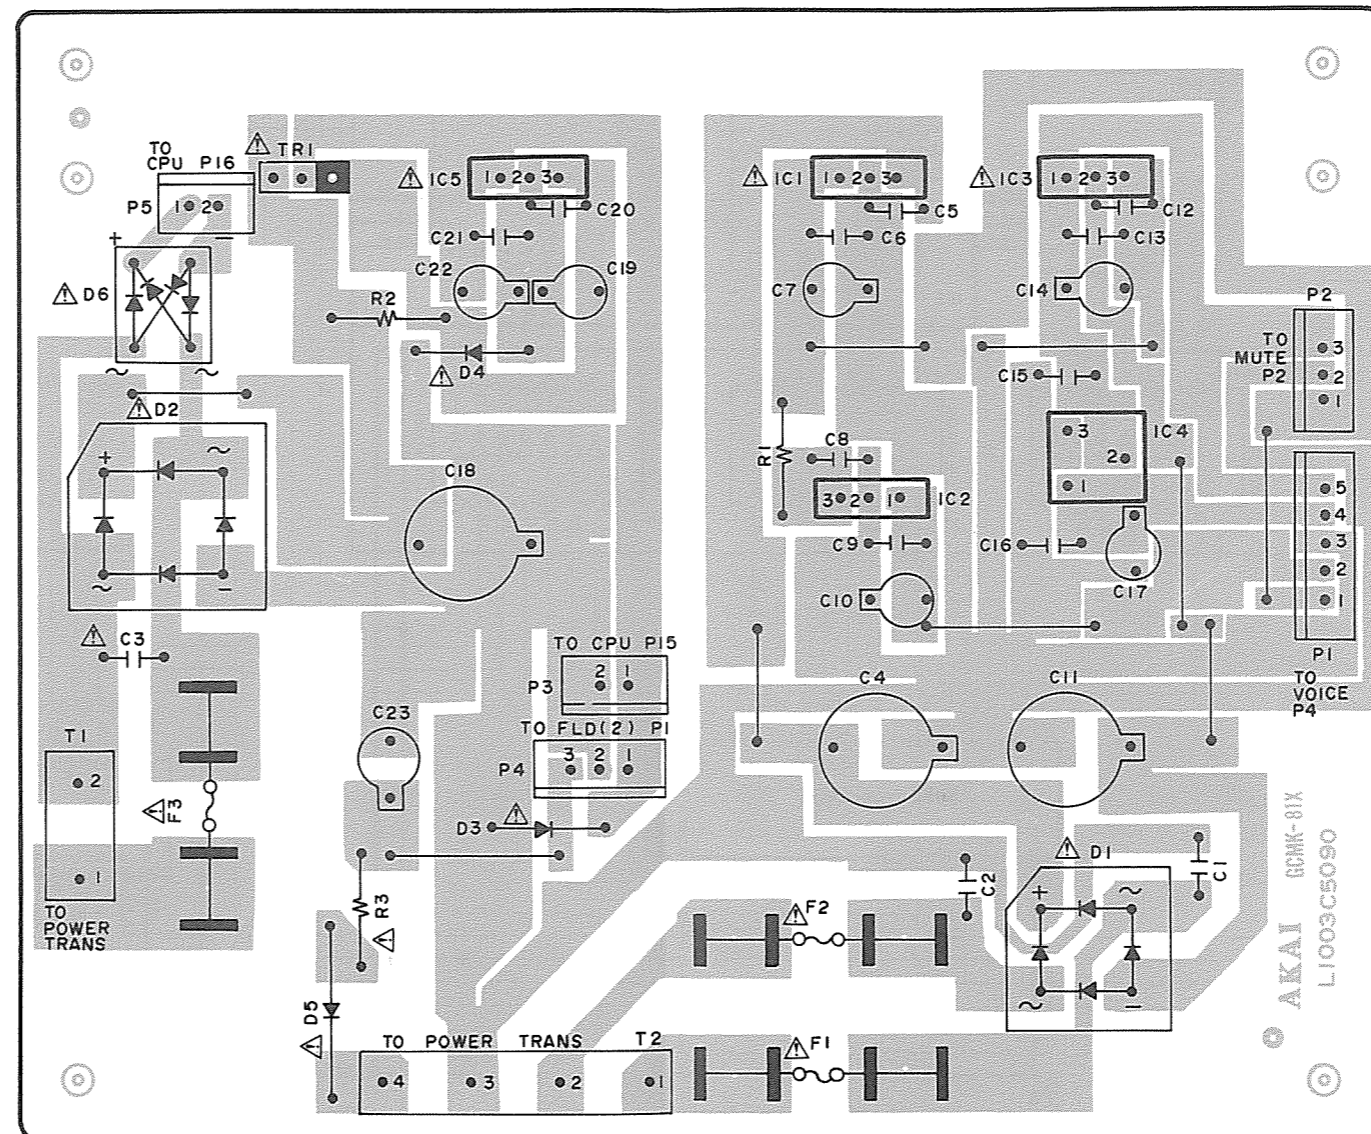 TO
CPU P16
TR1
P5 1 2
+ −
D6
~ ~
D2
+ ~
~ −
C3
T1
2
1
TO
POWER
TRANS
F3
IC5 1 2 3
C20
C21
C22
C19
R2
D4
C18
TO CPU P15
2 1
P3
TO FLD(2) P1
3 2 1
P4
C23
D3
R3
D5
TO POWER TRANS T2
4 3 2 1
IC1 1 2 3
C5
C6
C7
R1
C8
3 2 1 IC2
C9
C10
IC3 1 2 3
C12
C13
C14
C15
3 IC4
2
1
C16
C17
P2
TO
MUTE
P2
3
2
1
5
4
3
2
1
P1
TO
VOICE
P4
C4
C11
C2
D1
C1
+ ~
~ −
F2
F1
AKAI GCMK-81X
L1003C5090